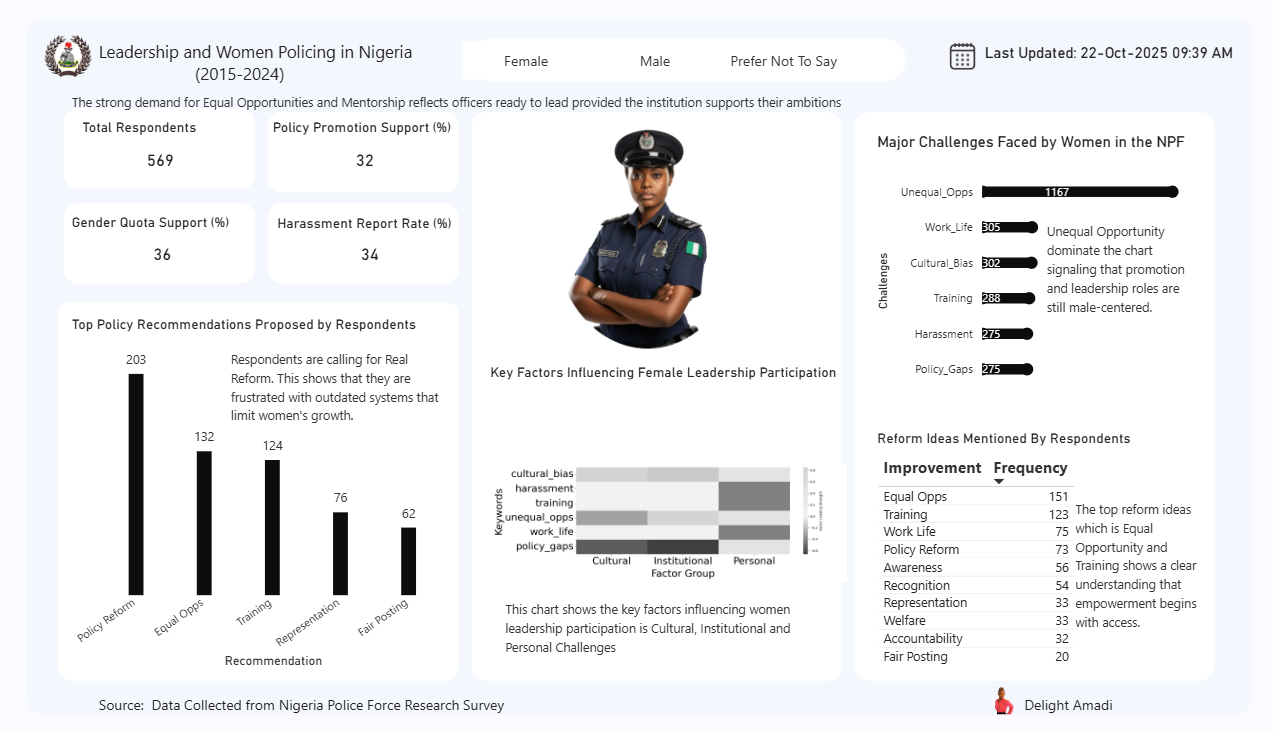 Leadership and Women Policing in Nigeria
(2015-2024)
Female
Male
Prefer Not To Say
Last Updated: 22-Oct-2025 09:39 AM
The strong demand for Equal Opportunities and Mentorship reflects officers ready to lead provided the institution supports their ambitions
Total Respondents
569
Policy Promotion Support (%)
32
Gender Quota Support (%)
36
Harassment Report Rate (%)
34
Top Policy Recommendations Proposed by Respondents
Respondents are calling for Real
Reform. This shows that they are
frustrated with outdated systems that
limit women's growth.
203
132
124
76
62
Policy Reform
Equal Opps
Training
Representation
Fair Posting
Recommendation
Key Factors Influencing Female Leadership Participation
Keywords
cultural_bias
harassment
training
unequal_opps
work_life
policy_gaps
Cultural
Institutional
Personal
Factor Group
This chart shows the key factors influencing women
leadership participation is Cultural, Institutional and
Personal Challenges
Major Challenges Faced by Women in the NPF
Challenges
Unequal_Opps 1167
Work_Life 305
Cultural_Bias 302
Training 288
Harassment 275
Policy_Gaps 275
Unequal Opportunity
dominate the chart
signaling that promotion
and leadership roles are
still male-centered.
Reform Ideas Mentioned By Respondents
Improvement Frequency
Equal Opps 151
Training 123
Work Life 75
Policy Reform 73
Awareness 56
Recognition 54
Representation 33
Welfare 33
Accountability 32
Fair Posting 20
The top reform ideas
which is Equal
Opportunity and
Training shows a clear
understanding that
empowerment begins
with access.
Source: Data Collected from Nigeria Police Force Research Survey
Delight Amadi